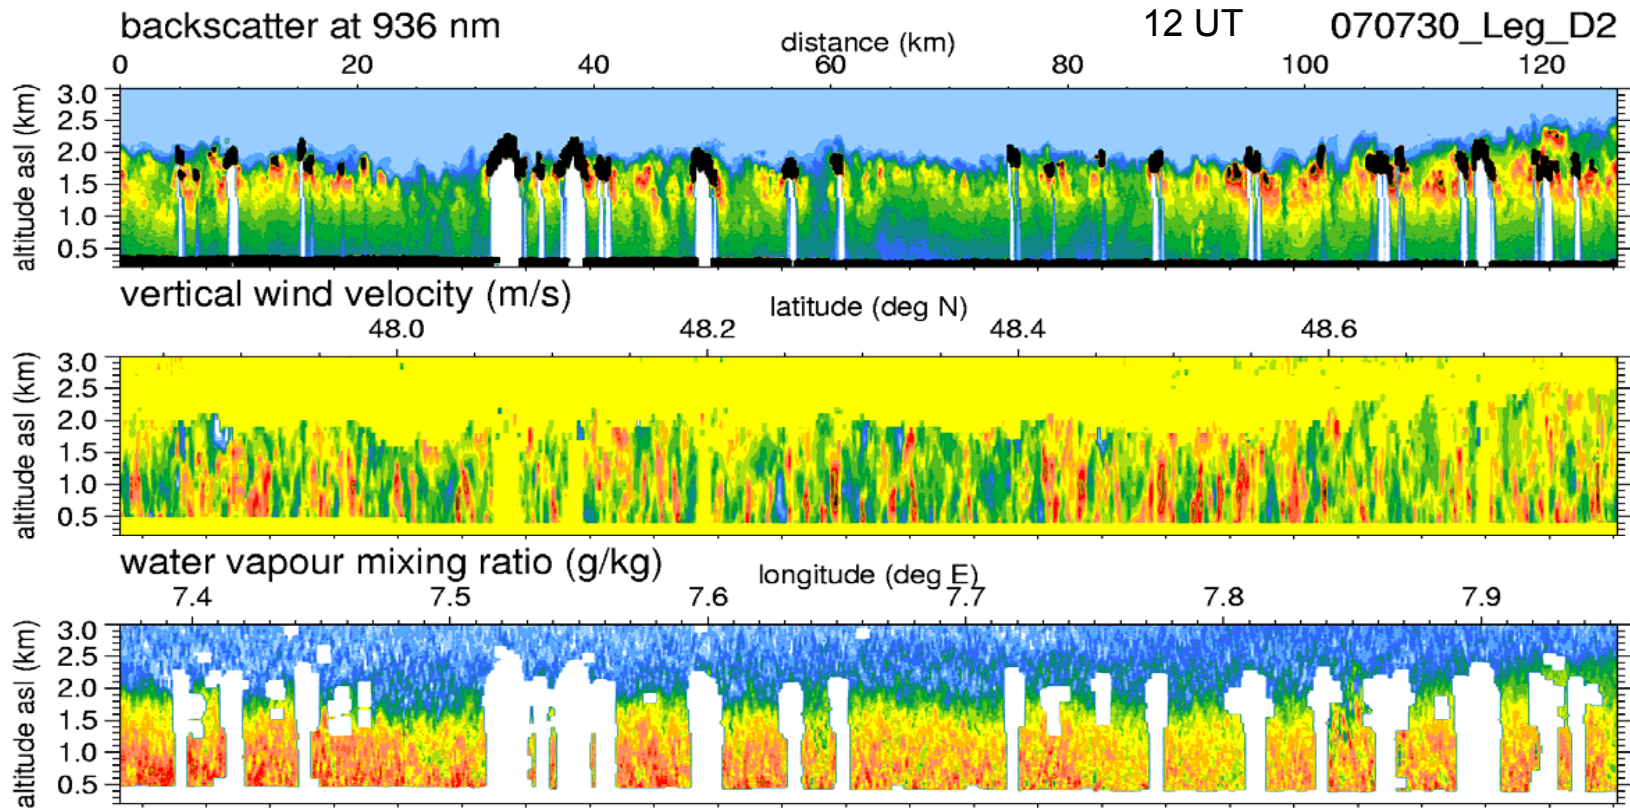 backscatter at 936 nm 12 UT 070730_Leg_D2
distance (km)
0 20 40 60 80 100 120
altitude asl (km)
3.0
2.5
2.0
1.5
1.0
0.5
vertical wind velocity (m/s)
latitude (deg N)
48.0 48.2 48.4 48.6
altitude asl (km)
3.0
2.5
2.0
1.5
1.0
0.5
water vapour mixing ratio (g/kg)
longitude (deg E)
7.4 7.5 7.6 7.7 7.8 7.9
altitude asl (km)
3.0
2.5
2.0
1.5
1.0
0.5